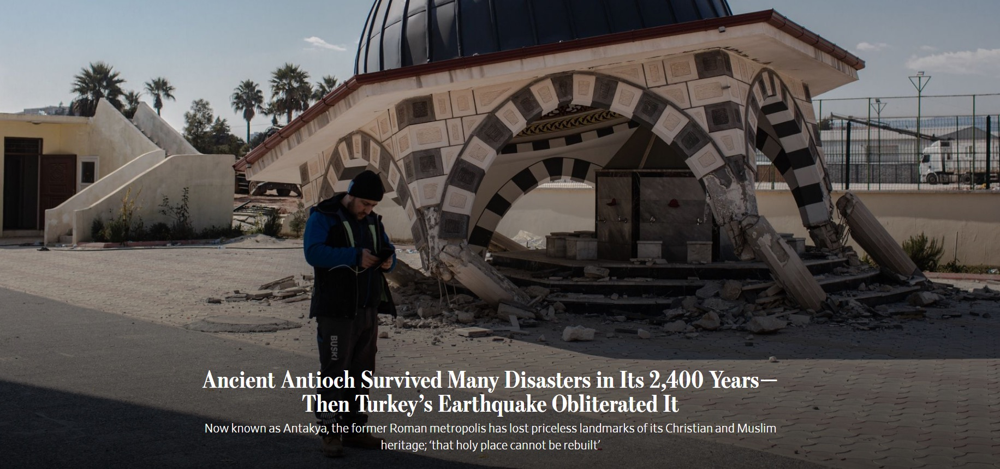 BUSKİ
Ancient Antioch Survived Many Disasters in Its 2,400 Years—
Then Turkey’s Earthquake Obliterated It
Now known as Antakya, the former Roman metropolis has lost priceless landmarks of its Christian and Muslim
heritage; ‘that holy place cannot be rebuilt’